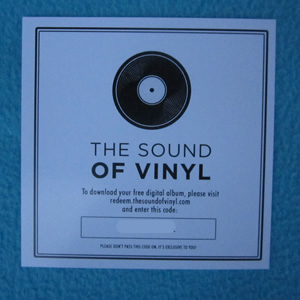 THE SOUND
OF VINYL
To download your free digital album, please visit
redeem.thesoundofvinyl.com
and enter this code:
PLEASE DON'T PASS THIS CODE ON, IT'S EXCLUSIVE TO YOU!